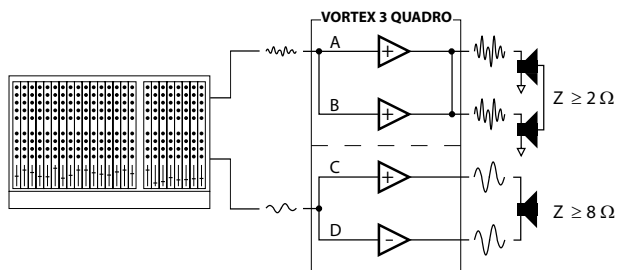 VORTEX 3 QUADRO
A
+
B
+
Z ≥ 2 Ω
C
+
D
−
Z ≥ 8 Ω